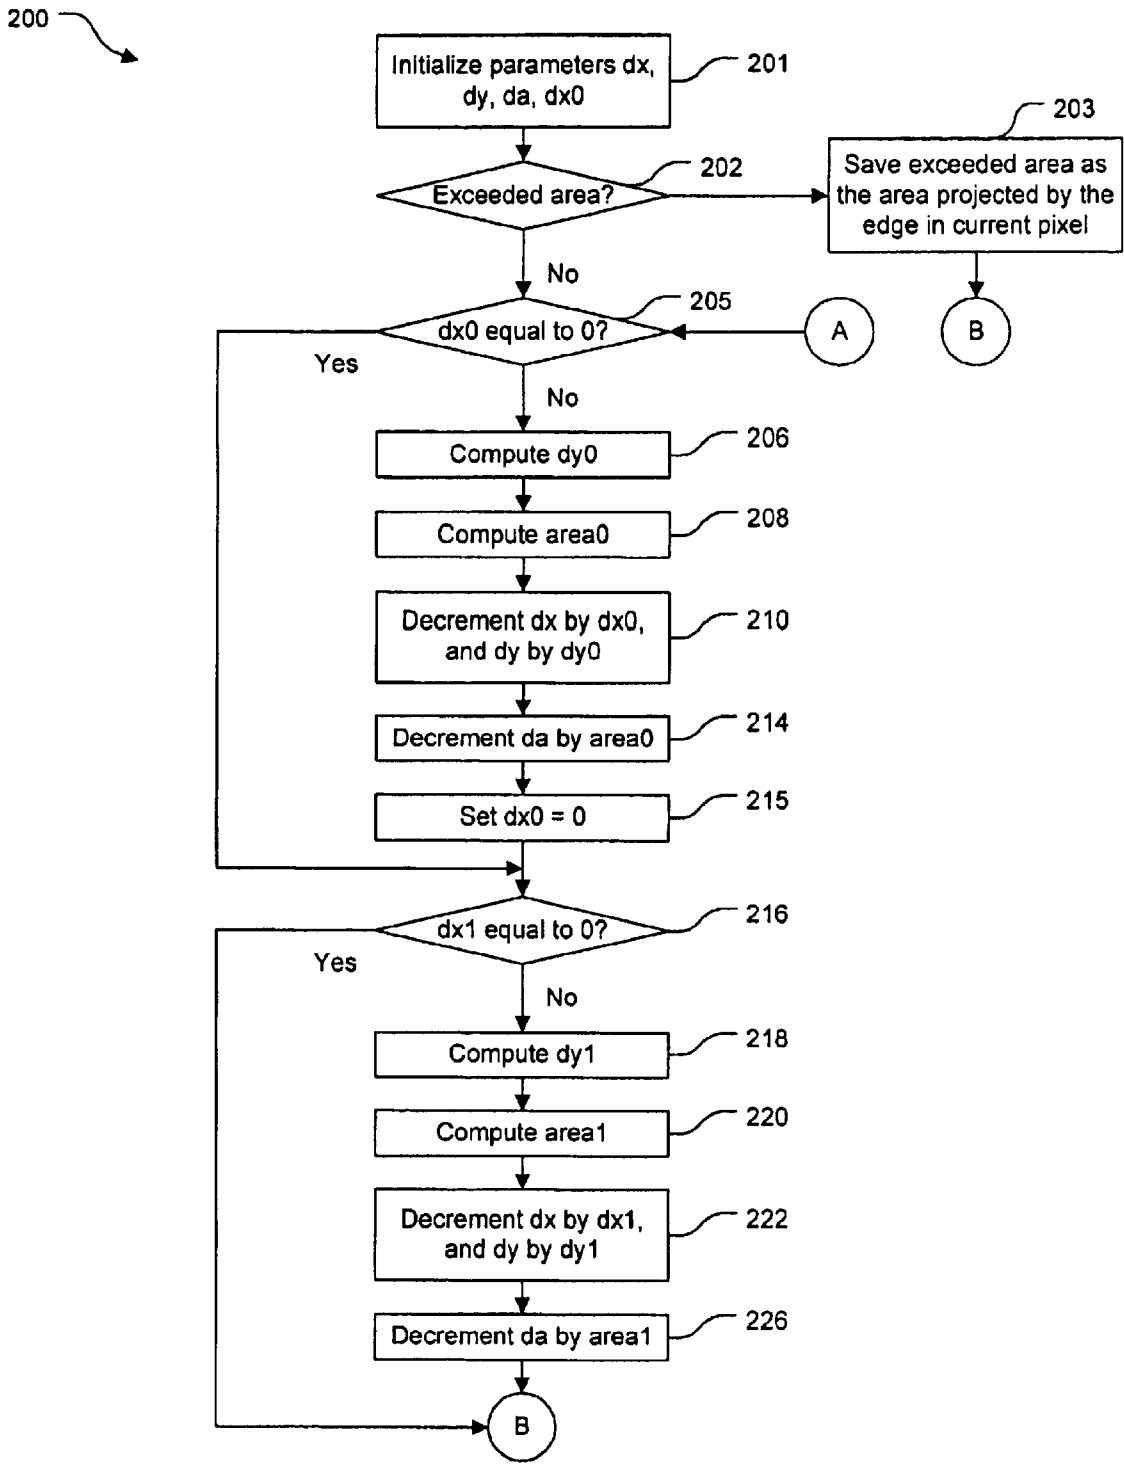 200
Initialize parameters dx,
dy, da, dx0
201
Exceeded area?
202
203
Save exceeded area as
the area projected by the
edge in current pixel
No
dx0 equal to 0?
205
A
B
Yes
No
Compute dy0
206
Compute area0
208
Decrement dx by dx0,
and dy by dy0
210
Decrement da by area0
214
Set dx0 = 0
215
dx1 equal to 0?
216
Yes
No
Compute dy1
218
Compute area1
220
Decrement dx by dx1,
and dy by dy1
222
Decrement da by area1
226
B